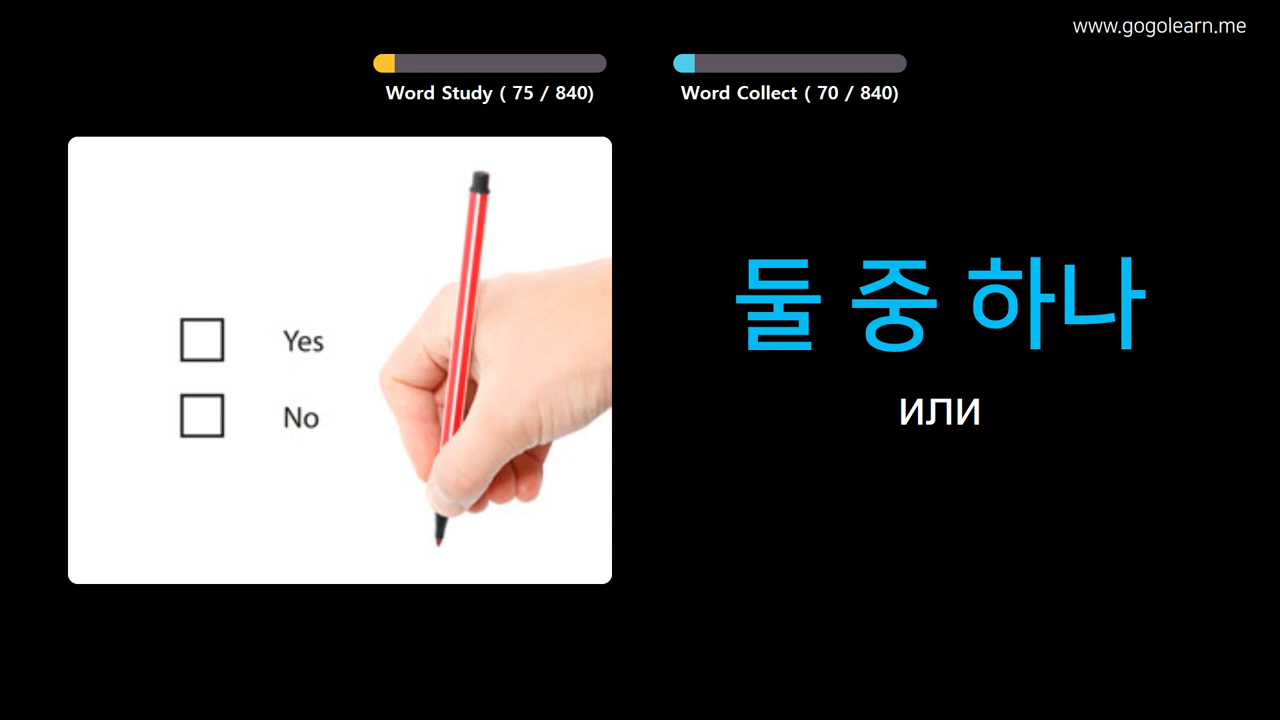 www.gogolearn.me
Word Study ( 75 / 840)
Word Collect ( 70 / 840)
Yes
No
둘 중 하나
или